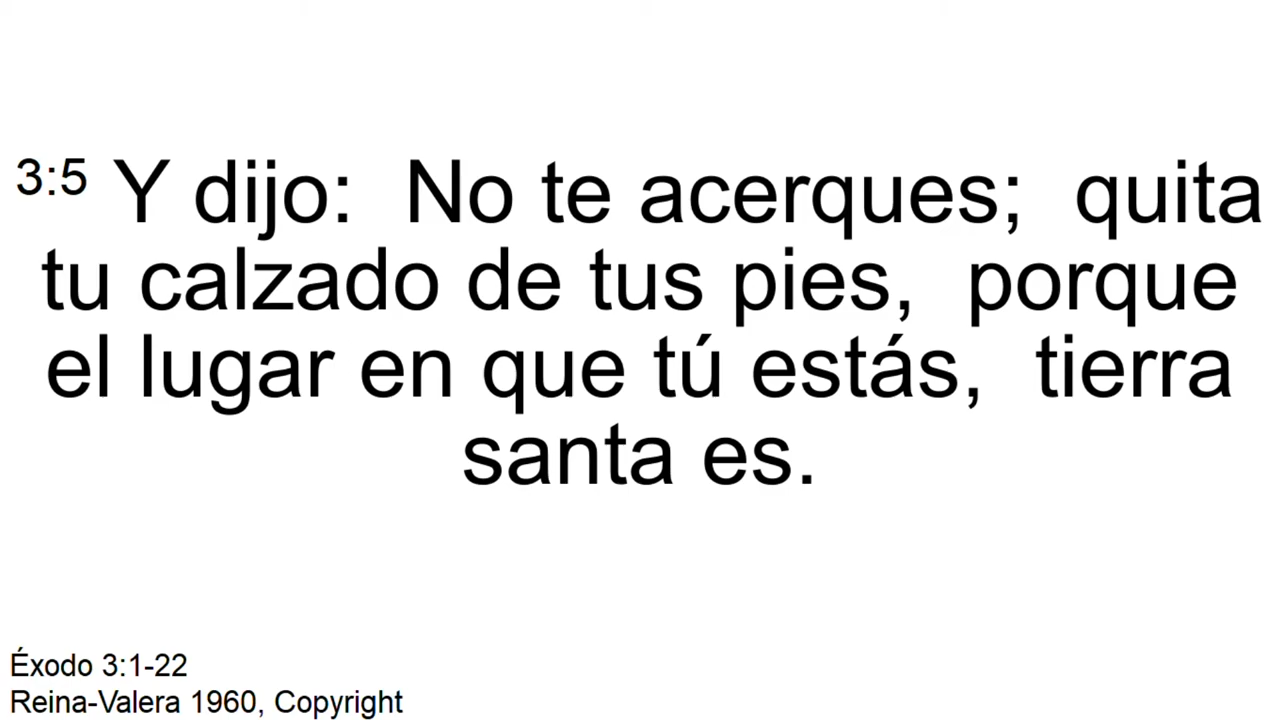 3:5 Y dijo: No te acerques; quita
tu calzado de tus pies, porque
el lugar en que tú estás, tierra
santa es.
Éxodo 3:1-22
Reina-Valera 1960, Copyright